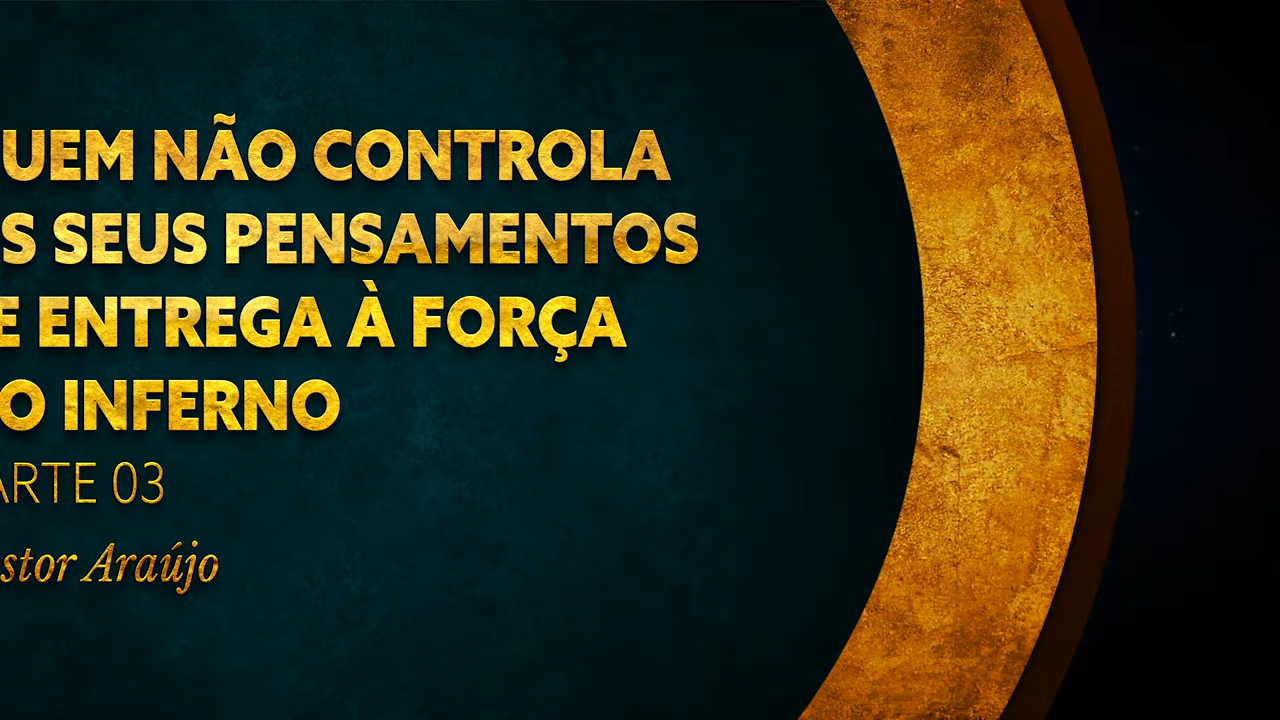 UEM NÃO CONTROLA
S SEUS PENSAMENTOS
E ENTREGA À FORÇA
O INFERNO
ARTE 03
stor Araújo